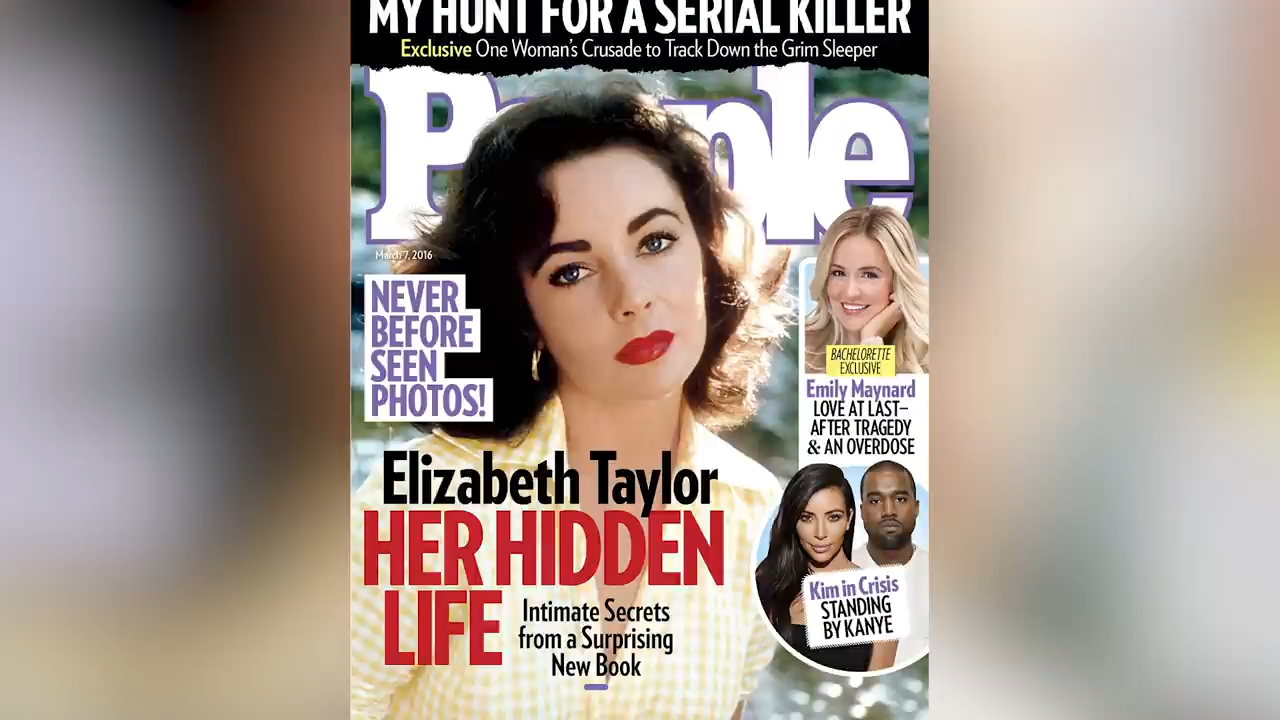 MY HUNT FOR A SERIAL KILLER
Exclusive One Woman's Crusade to Track Down the Grim Sleeper
People
March 7, 2016
NEVER
BEFORE
SEEN
PHOTOS!
BACHELORETTE
EXCLUSIVE
Emily Maynard
LOVE AT LAST–
AFTER TRAGEDY
& AN OVERDOSE
Elizabeth Taylor
HER HIDDEN
LIFE
Intimate Secrets
from a Surprising
New Book
Kim in Crisis
STANDING
BY KANYE